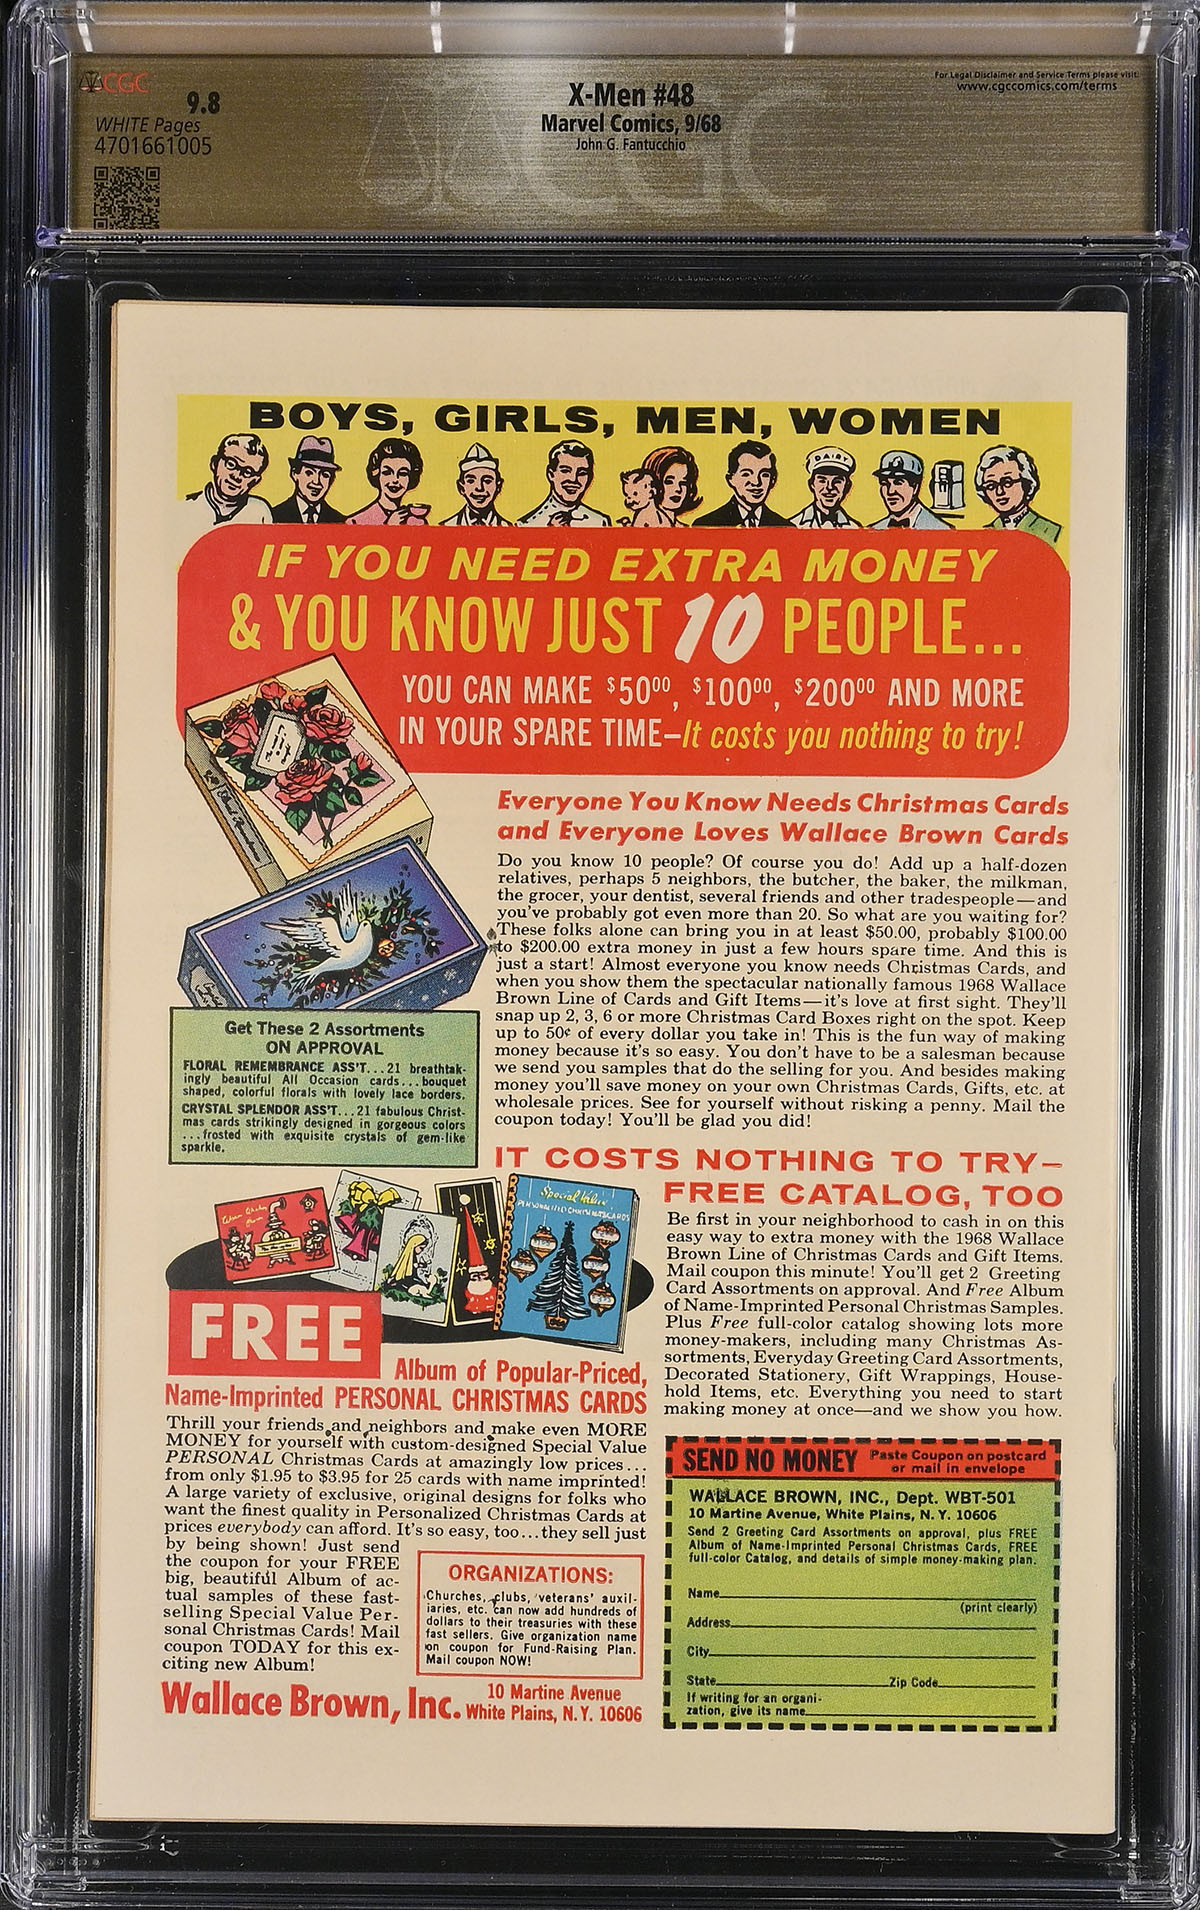 CGC
9.8
WHITE Pages
4701661005
X-Men #48
Marvel Comics, 9/68
John G. Fantucchio
For Legal Disclaimer and Service Terms please visit:
www.cgccomics.com/terms
CGC
BOYS, GIRLS, MEN, WOMEN
DAIRY
IF YOU NEED EXTRA MONEY
& YOU KNOW JUST 10 PEOPLE...
YOU CAN MAKE $50⁰⁰, $100⁰⁰, $200⁰⁰ AND MORE
IN YOUR SPARE TIME—It costs you nothing to try!
Everyone You Know Needs Christmas Cards
and Everyone Loves Wallace Brown Cards
Do you know 10 people? Of course you do! Add up a half-dozen
relatives, perhaps 5 neighbors, the butcher, the baker, the milkman,
the grocer, your dentist, several friends and other tradespeople—and
you've probably got even more than 20. So what are you waiting for?
These folks alone can bring you in at least $50.00, probably $100.00
to $200.00 extra money in just a few hours spare time. And this is
just a start! Almost everyone you know needs Christmas Cards, and
when you show them the spectacular nationally famous 1968 Wallace
Brown Line of Cards and Gift Items—it's love at first sight. They'll
snap up 2, 3, 6 or more Christmas Card Boxes right on the spot. Keep
up to 50¢ of every dollar you take in! This is the fun way of making
money because it's so easy. You don't have to be a salesman because
we send you samples that do the selling for you. And besides making
money you'll save money on your own Christmas Cards, Gifts, etc. at
wholesale prices. See for yourself without risking a penny. Mail the
coupon today! You'll be glad you did!
Get These 2 Assortments
ON APPROVAL
FLORAL REMEMBRANCE ASS'T...21 breathtak-
ingly beautiful All Occasion cards...bouquet
shaped, colorful florals with lovely lace borders.
CRYSTAL SPLENDOR ASS'T...21 fabulous Christ-
mas cards strikingly designed in gorgeous colors
...frosted with exquisite crystals of gem-like
sparkle.
IT COSTS NOTHING TO TRY—
FREE CATALOG, TOO
Be first in your neighborhood to cash in on this
easy way to extra money with the 1968 Wallace
Brown Line of Christmas Cards and Gift Items.
Mail coupon this minute! You'll get 2 Greeting
Card Assortments on approval. And Free Album
of Name-Imprinted Personal Christmas Samples.
Plus Free full-color catalog showing lots more
money-makers, including many Christmas As-
sortments, Everyday Greeting Card Assortments,
Decorated Stationery, Gift Wrappings, House-
hold Items, etc. Everything you need to start
making money at once—and we show you how.
Special Value
PERSONALIZED CHRISTMAS CARDS
FREE
Album of Popular-Priced,
Name-Imprinted PERSONAL CHRISTMAS CARDS
Thrill your friends and neighbors and make even MORE
MONEY for yourself with custom-designed Special Value
PERSONAL Christmas Cards at amazingly low prices...
from only $1.95 to $3.95 for 25 cards with name imprinted!
A large variety of exclusive, original designs for folks who
want the finest quality in Personalized Christmas Cards at
prices everybody can afford. It's so easy, too...they sell just
by being shown! Just send
the coupon for your FREE
big, beautiful Album of ac-
tual samples of these fast-
selling Special Value Per-
sonal Christmas Cards! Mail
coupon TODAY for this ex-
citing new Album!
ORGANIZATIONS:
Churches, clubs, veterans' auxil-
iaries, etc. can now add hundreds of
dollars to their treasuries with these
fast sellers. Give organization name
on coupon for Fund-Raising Plan.
Mail coupon NOW!
Wallace Brown, Inc. 10 Martine Avenue
White Plains, N.Y. 10606
SEND NO MONEY Paste Coupon on postcard
or mail in envelope
WALLACE BROWN, INC., Dept. WBT-501
10 Martine Avenue, White Plains, N.Y. 10606
Send 2 Greeting Card Assortments on approval, plus FREE
Album of Name-Imprinted Personal Christmas Cards, FREE
full-color Catalog, and details of simple money-making plan.
Name
(print clearly)
Address
City
State Zip Code
If writing for an organi-
zation, give its name